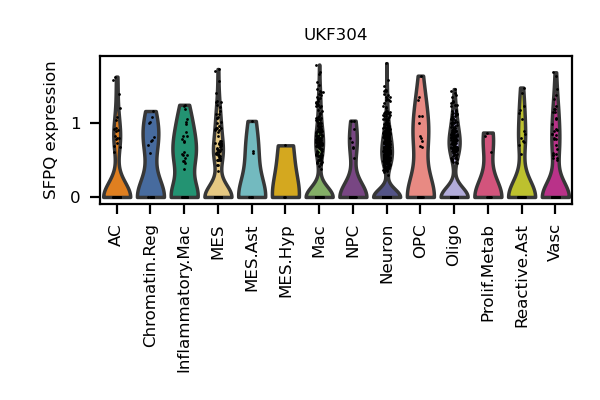 UKF304
SFPQ expression
1
0
AC
Chromatin.Reg
Inflammatory.Mac
MES
MES.Ast
MES.Hyp
Mac
NPC
Neuron
OPC
Oligo
Prolif.Metab
Reactive.Ast
Vasc